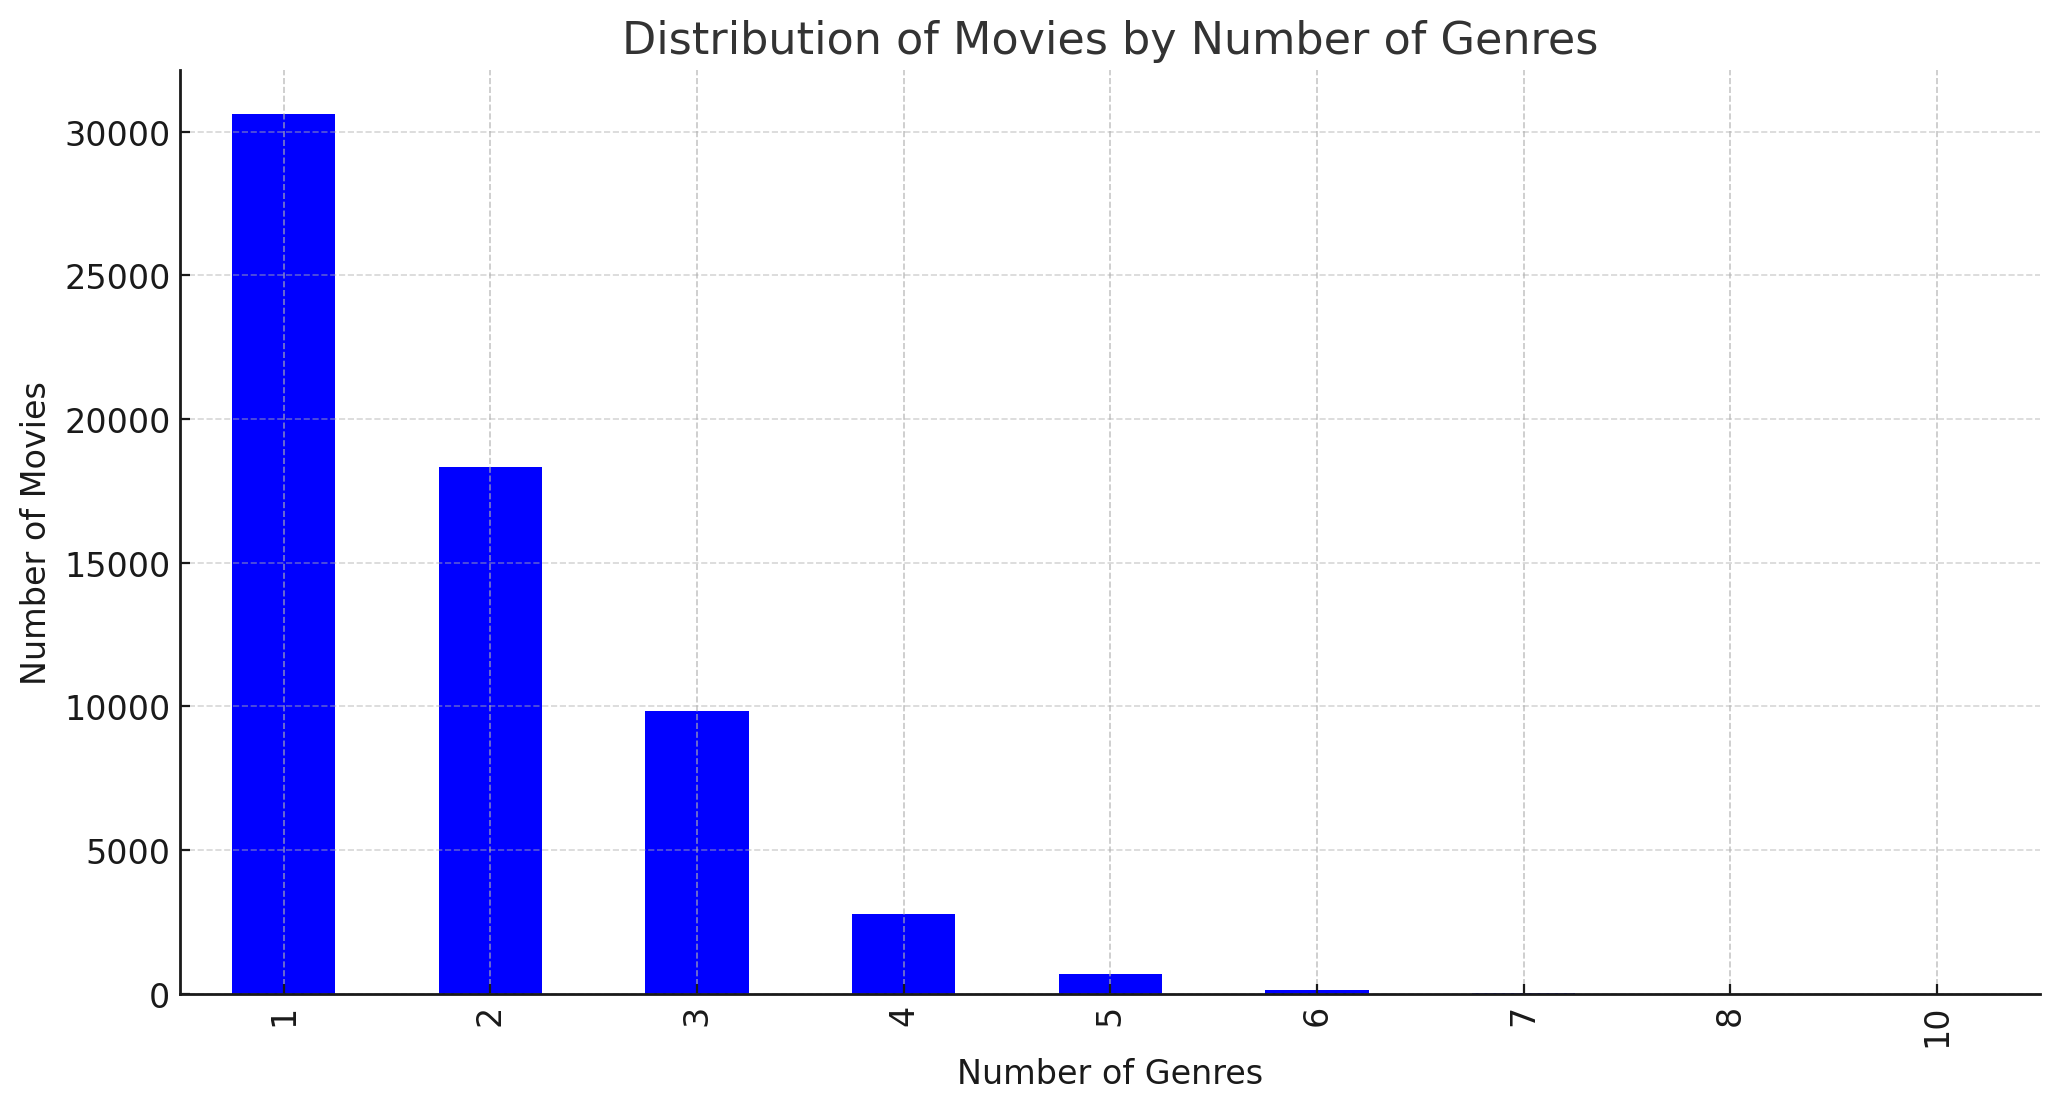 Distribution of Movies by Number of Genres
Number of Movies
30000
25000
20000
15000
10000
5000
0
1 2 3 4 5 6 7 8 10
Number of Genres